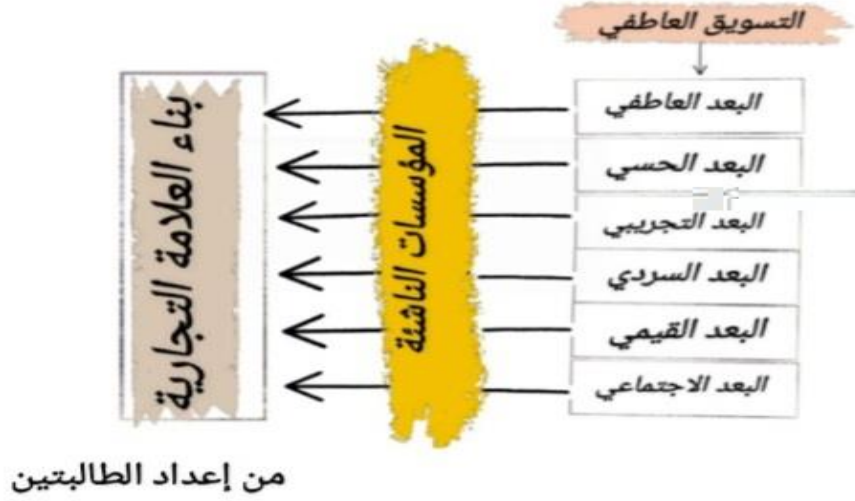 التسويق العاطفي
البعد العاطفي
البعد الحسي
البعد التجريبي
البعد السردي
البعد القيمي
البعد الاجتماعي
المؤسسات الناشئة
بناء العلامة التجارية
من إعداد الطالبتين